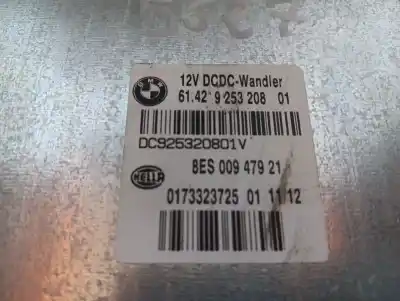 BMW
12V DCDC-Wandler
61.42 9 253 208 01
DC925320801V
8ES 009 479 21
HELLA
0173323725 01 11/12